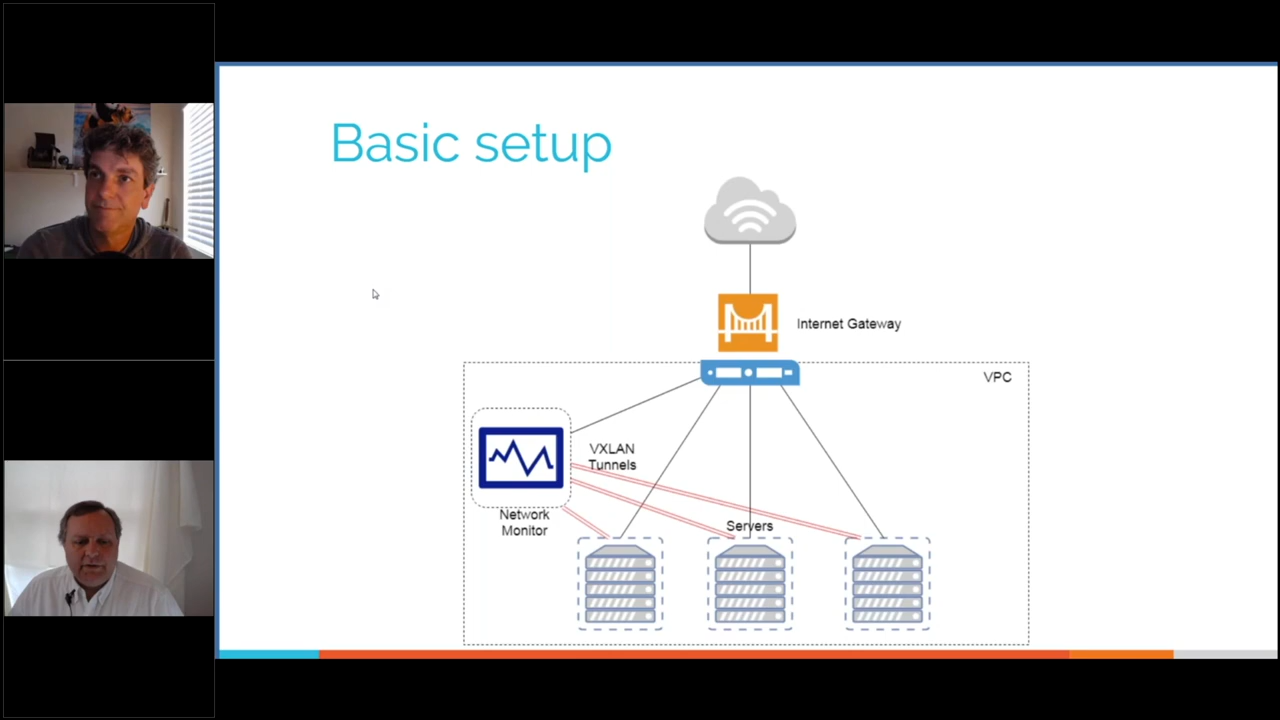 Basic setup
Internet Gateway
VPC
VXLAN
Tunnels
Network
Monitor
Servers